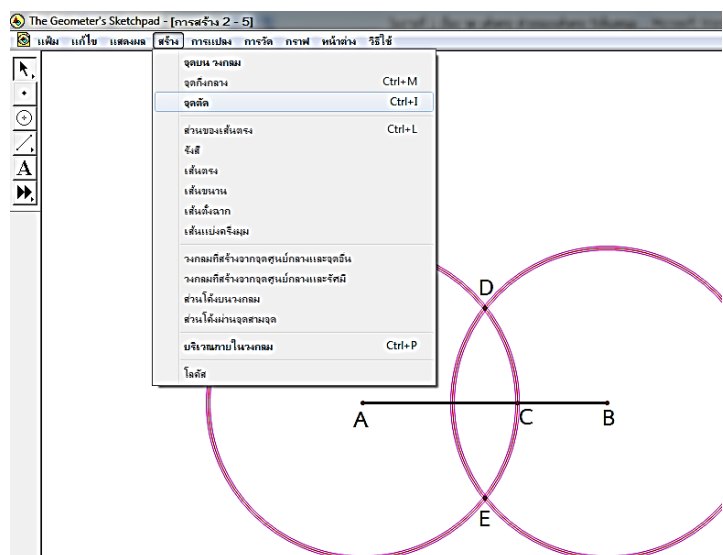 The Geometer's Sketchpad - [การสร้าง 2 - 5]
แฟ้ม แก้ไข แสดงผล สร้าง การแปลง การวัด กราฟ หน้าต่าง วิธีใช้
จุดบน วงกลม
จุดกึ่งกลาง Ctrl+M
จุดตัด Ctrl+I
ส่วนของเส้นตรง Ctrl+L
รังสี
เส้นตรง
เส้นขนาน
เส้นตั้งฉาก
เส้นแบ่งครึ่งมุม
วงกลมที่สร้างจากจุดศูนย์กลางและจุดอื่น
วงกลมที่สร้างจากจุดศูนย์กลางและรัศมี
ส่วนโค้งบนวงกลม
ส่วนโค้งผ่านจุดสามจุด
บริเวณภายในวงกลม Ctrl+P
โลคัส
A
D
A C B
E